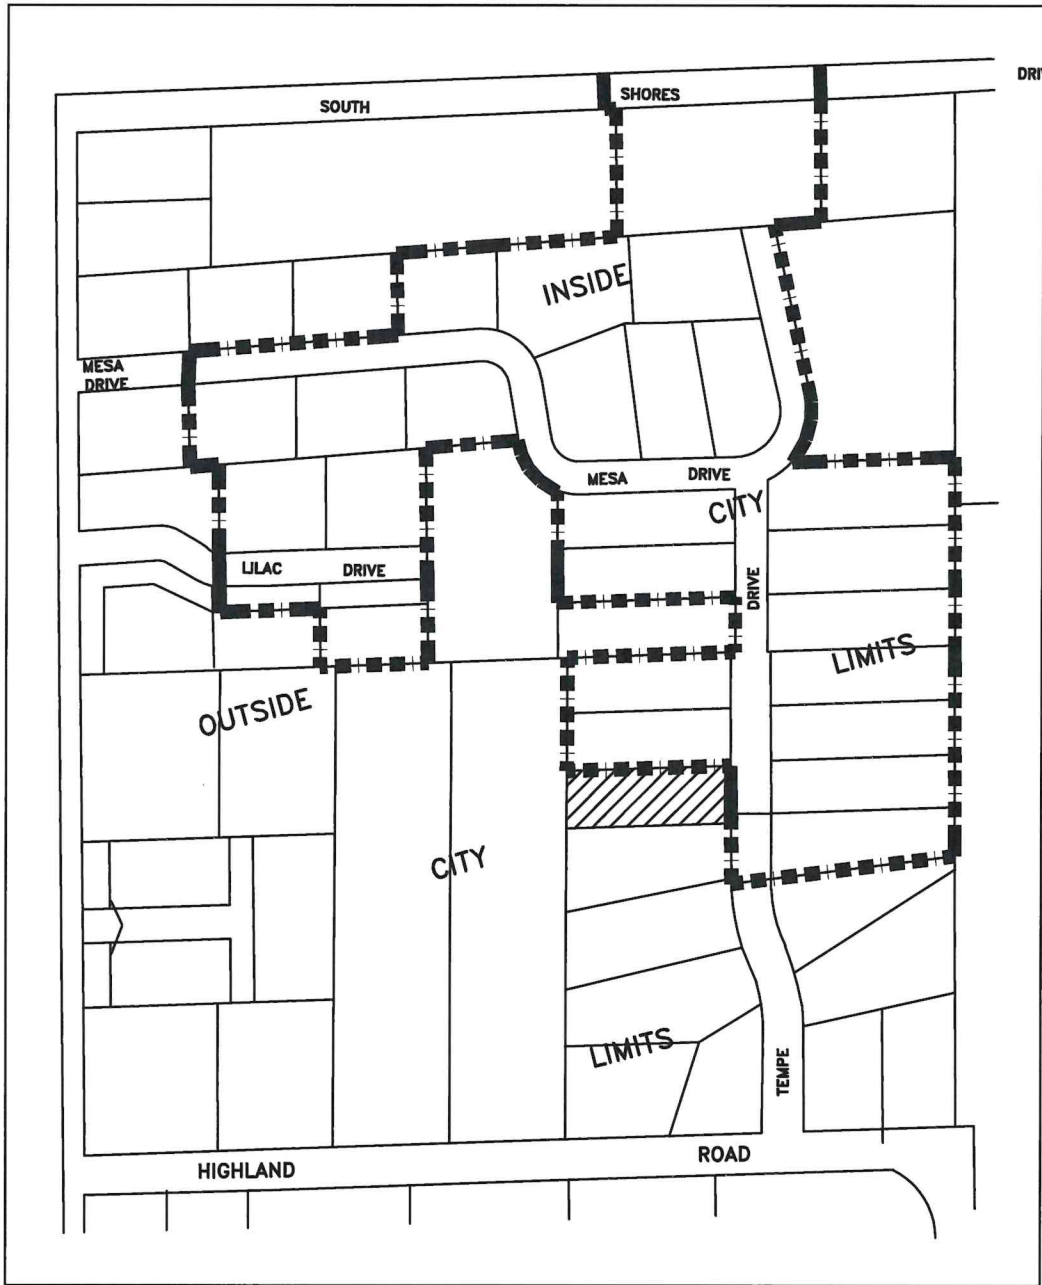 DRI
SOUTH SHORES
INSIDE
MESA
DRIVE
MESA DRIVE
CITY
LILAC DRIVE
DRIVE
LIMITS
OUTSIDE
CITY
LIMITS
TEMPE
HIGHLAND ROAD